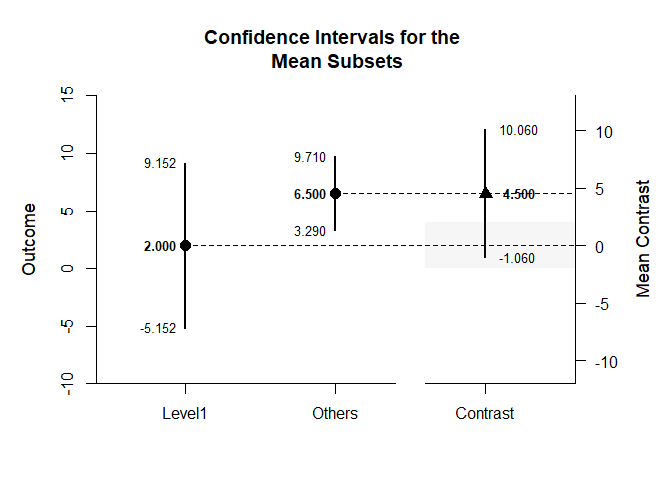 Confidence Intervals for the
Mean Subsets
15
10
5
0
-5
-10
Outcome
9.152
2.000
-5.152
9.710
6.500
3.290
10.060
4.500
-1.060
10
5
0
-5
-10
Mean Contrast
Level1
Others
Contrast